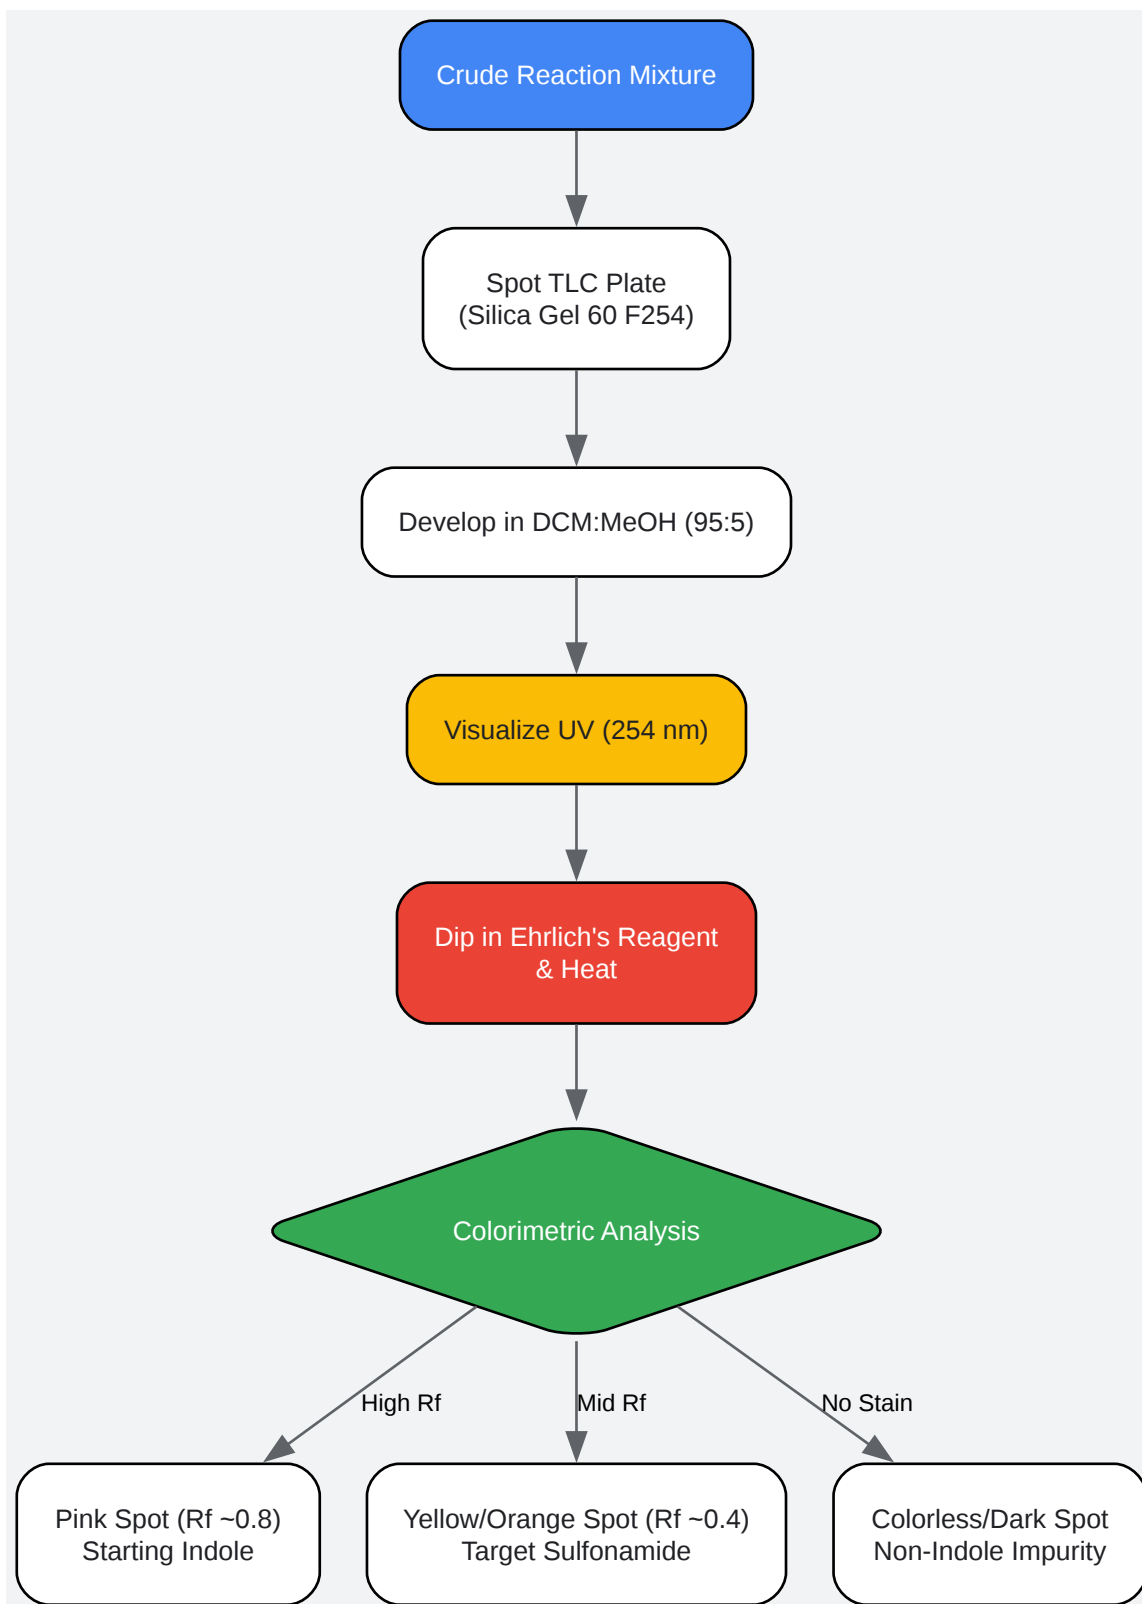 Crude Reaction Mixture
Spot TLC Plate
(Silica Gel 60 F254)
Develop in DCM:MeOH (95:5)
Visualize UV (254 nm)
Dip in Ehrlich's Reagent
& Heat
Colorimetric Analysis
High Rf
Mid Rf
No Stain
Pink Spot (Rf ~0.8)
Starting Indole
Yellow/Orange Spot (Rf ~0.4)
Target Sulfonamide
Colorless/Dark Spot
Non-Indole Impurity